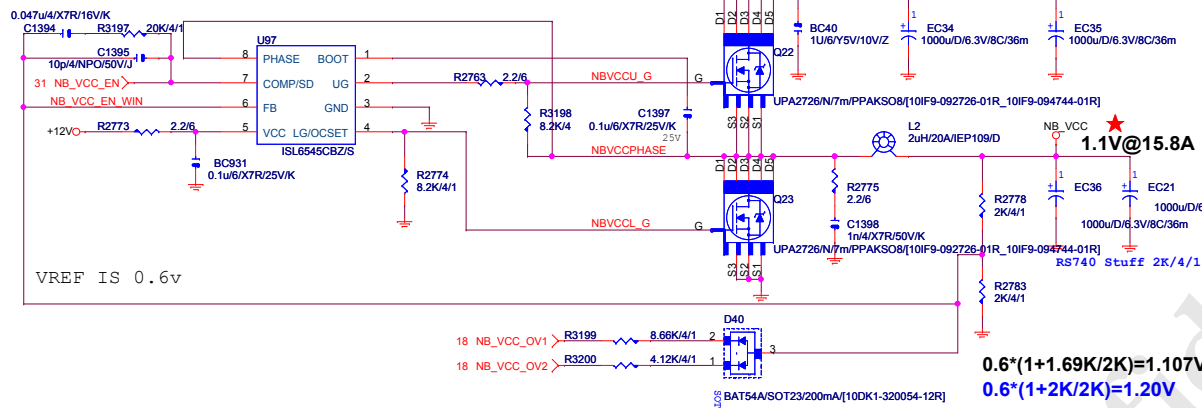 0.047u/4/X7R/16V/K
C1394
R3197
20K/4/1
C1395
10p/4/NPO/50V/J
31 NB_VCC_EN
NB_VCC_EN_WIN
+12V
R2773
2.2/6
BC931
0.1u/6/X7R/25V/K
U97
8 PHASE BOOT 1
7 COMP/SD UG 2
6 FB GND 3
5 VCC LG/OCSET 4
ISL6545CBZ/S
R2774
8.2K/4/1
R2763
2.2/6
NBVCCU_G
R3198
8.2K/4
C1397
0.1u/6/X7R/25V/K
25V
NBVCCPHASE
NBVCCL_G
D1 D2 D3 D4 D5
Q22
G
S3 S2 S1
UPA2726/N/7m/PPAKSO8/[10IF9-092726-01R_10IF9-094744-01R]
BC40
1U/6/Y5V/10V/Z
1
EC34
1000u/D/6.3V/8C/36m
1
EC35
1000u/D/6.3V/8C/36m
D1 D2 D3 D4 D5
Q23
G
S3 S2 S1
UPA2726/N/7m/PPAKSO8/[10IF9-092726-01R_10IF9-094744-01R]
L2
2uH/20A/IEP109/D
NB_VCC
1.1V@15.8A
R2775
2.2/6
C1398
1n/4/X7R/50V/K
R2778
2K/4/1
1
EC36
1000u/D/6.3V/8C/36m
1
EC21
1000u/D/6
RS740 Stuff 2K/4/1
R2783
2K/4/1
VREF IS 0.6v
18 NB_VCC_OV1
R3199
8.66K/4/1
18 NB_VCC_OV2
R3200
4.12K/4/1
D40
2
1
3
SOT
BAT54A/SOT23/200mA/[10DK1-320054-12R]
0.6*(1+1.69K/2K)=1.107V
0.6*(1+2K/2K)=1.20V